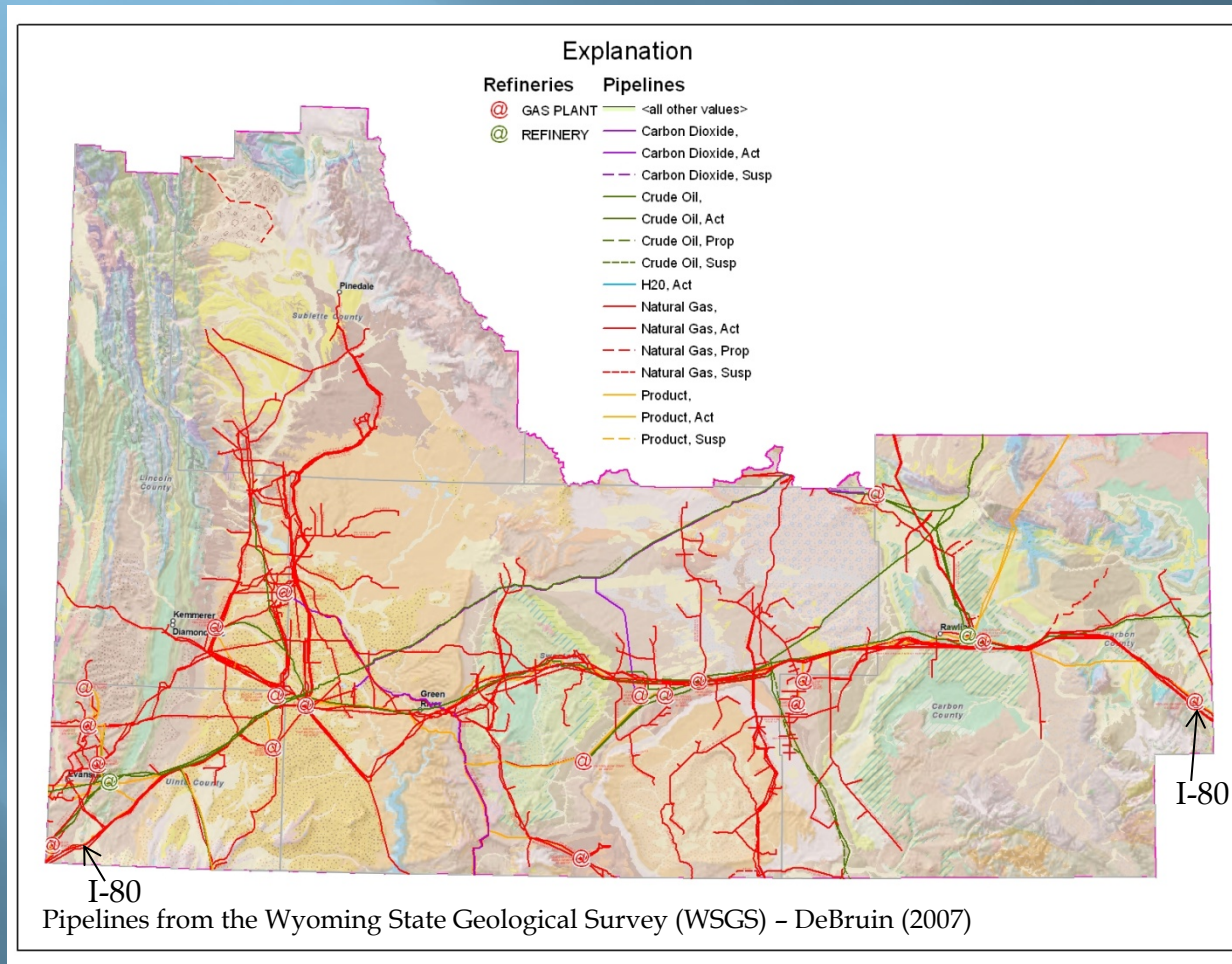 Explanation
Refineries
@ GAS PLANT
@ REFINERY
Pipelines
<all other values>
Carbon Dioxide,
Carbon Dioxide, Act
Carbon Dioxide, Susp
Crude Oil,
Crude Oil, Act
Crude Oil, Prop
Crude Oil, Susp
H20, Act
Natural Gas,
Natural Gas, Act
Natural Gas, Prop
Natural Gas, Susp
Product,
Product, Act
Product, Susp
Pinedale
Sublette County
Lincoln
County
Kemmerer
Diamond
Rawlin
Carbon
County
Green
River
Carbon
County
Evans
Uinta County
I-80
I-80
Pipelines from the Wyoming State Geological Survey (WSGS) – DeBruin (2007)